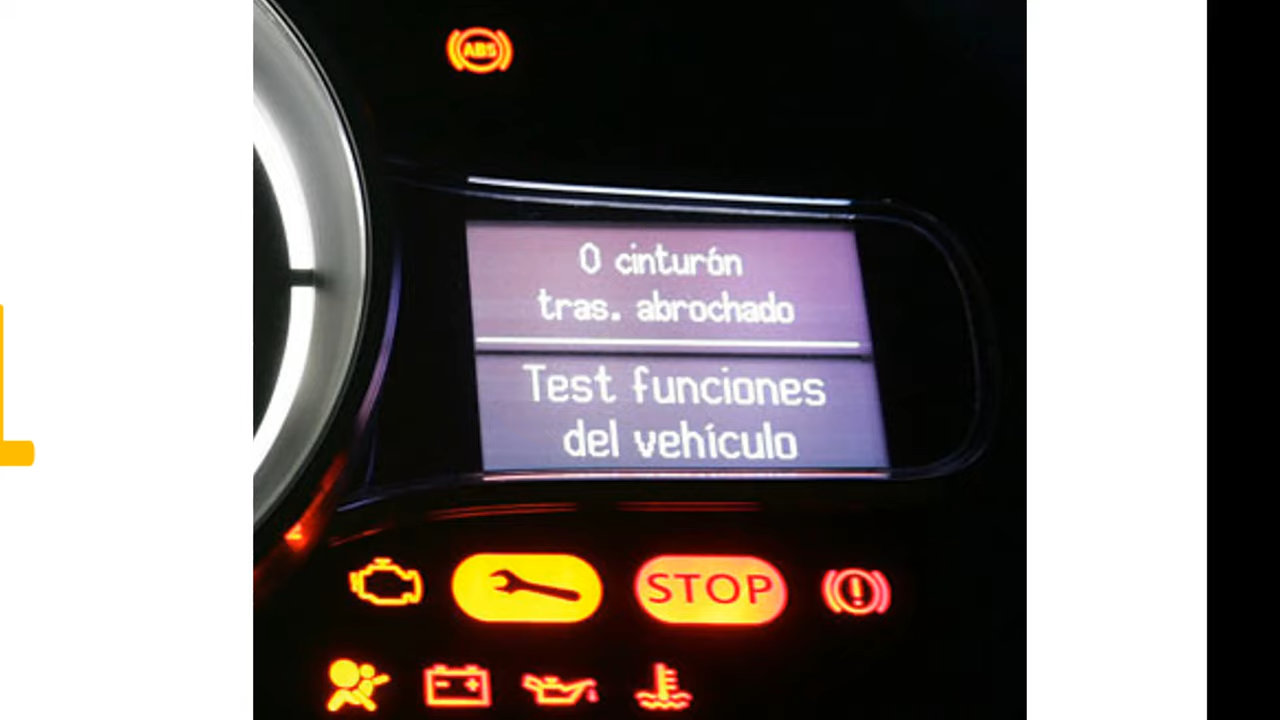 ABS
0 cinturón
tras. abrochado
Test funciones
del vehículo
STOP